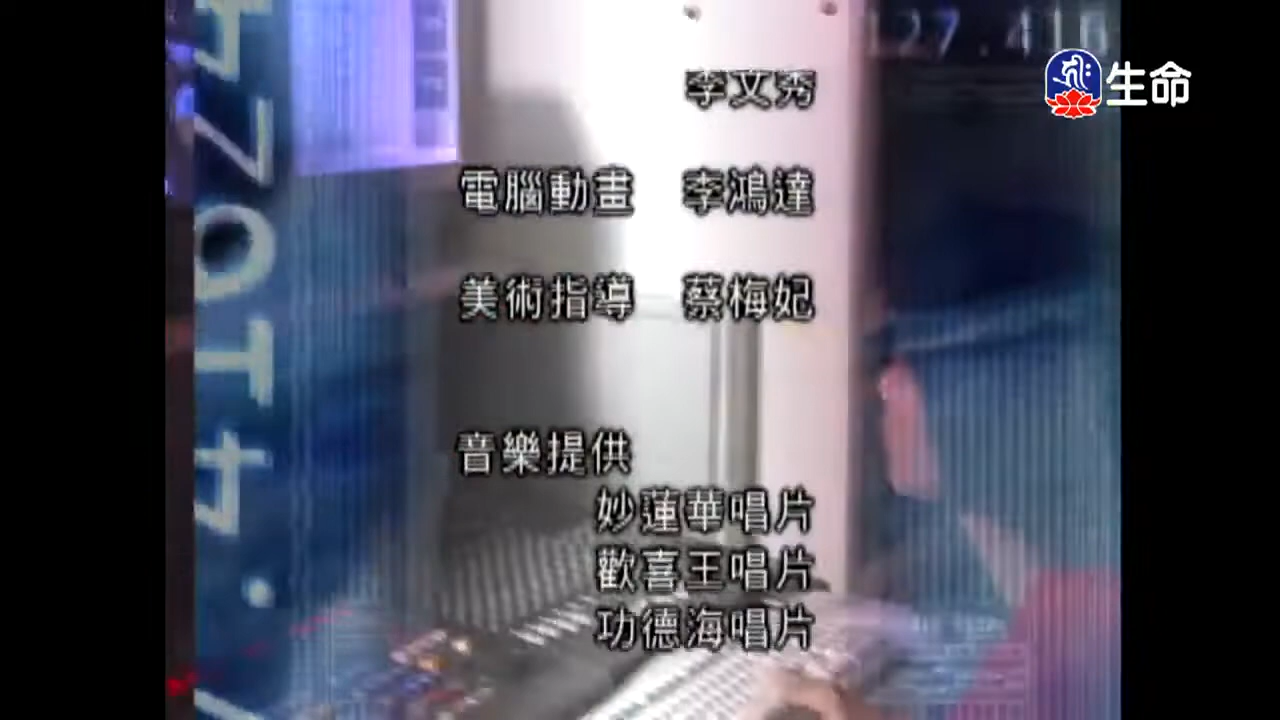 127.416
生命
李文秀
電腦動畫 李鴻達
美術指導 蔡梅妃
音樂提供
妙蓮華唱片
歡喜王唱片
功德海唱片